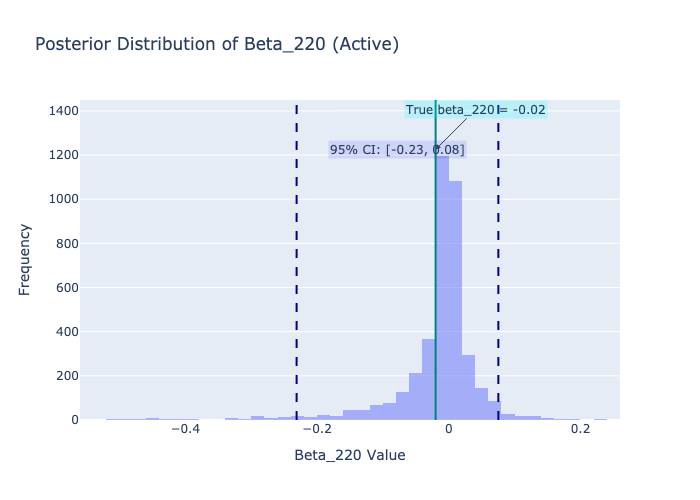 Posterior Distribution of Beta_220 (Active)
True beta_220 = -0.02
95% CI: [-0.23, 0.08]
1400
1200
1000
800
600
400
200
0
Frequency
−0.4
−0.2
0
0.2
Beta_220 Value